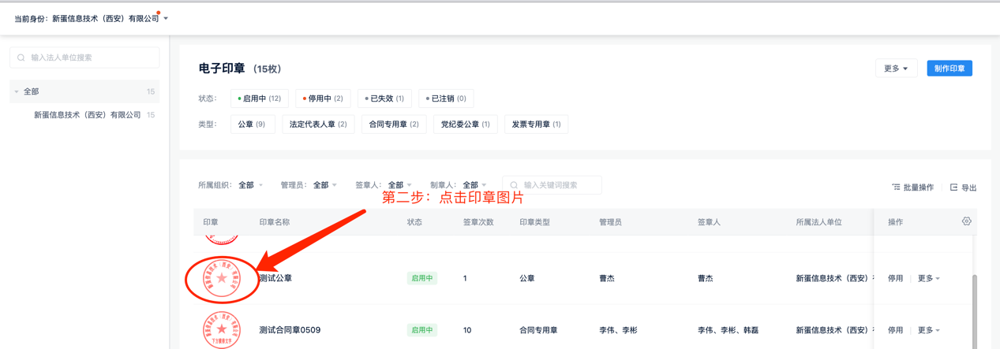 当前身份：新蛋信息技术（西安）有限公司
输入法人单位搜索
全部 15
新蛋信息技术（西安）有限公司 15
电子印章 （15枚）
更多
制作印章
状态： 启用中 (12) 停用中 (2) 已失效 (1) 已注销 (0)
类型： 公章 (9) 法定代表人章 (2) 合同专用章 (2) 党纪委公章 (1) 发票专用章 (1)
所属组织： 全部 管理员： 全部 签章人： 全部 制章人： 全部 输入关键词搜索
批量操作 导出
第二步：点击印章图片
印章 印章名称 状态 签章次数 印章类型 管理员 签章人 所属法人单位 操作
测试公章 启用中 1 公章 曹杰 曹杰 新蛋信息技术（西安） 停用 更多
测试合同章0509 启用中 10 合同专用章 李伟、李彬 李伟、李彬、韩磊 新蛋信息技术（西安） 停用 更多